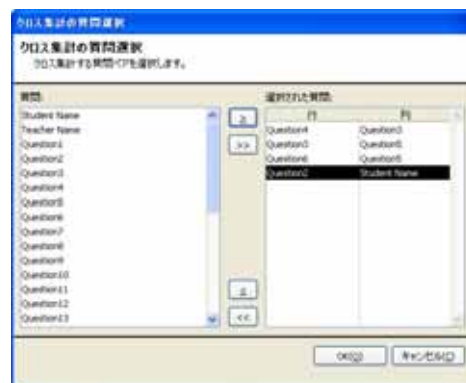 クロス集計の質問選択
クロス集計の質問選択
クロス集計する質問ペアを選択します。
質問:
Student Name
Teacher Name
Question1
Question2
Question3
Question4
Question5
Question6
Question7
Question8
Question9
Question10
Question11
Question12
Question13
>
>>
<
<<
選択された質問:
行 列
Question4 Question3
Question3 Question5
Question6 Question5
Question2 Student Name
OK(O)
キャンセル(C)